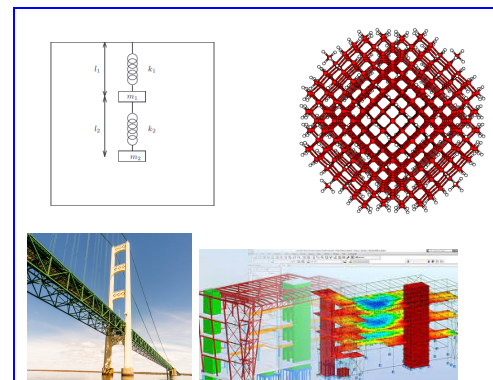 l₁ k₁
m₁
l₂ k₂
m₂